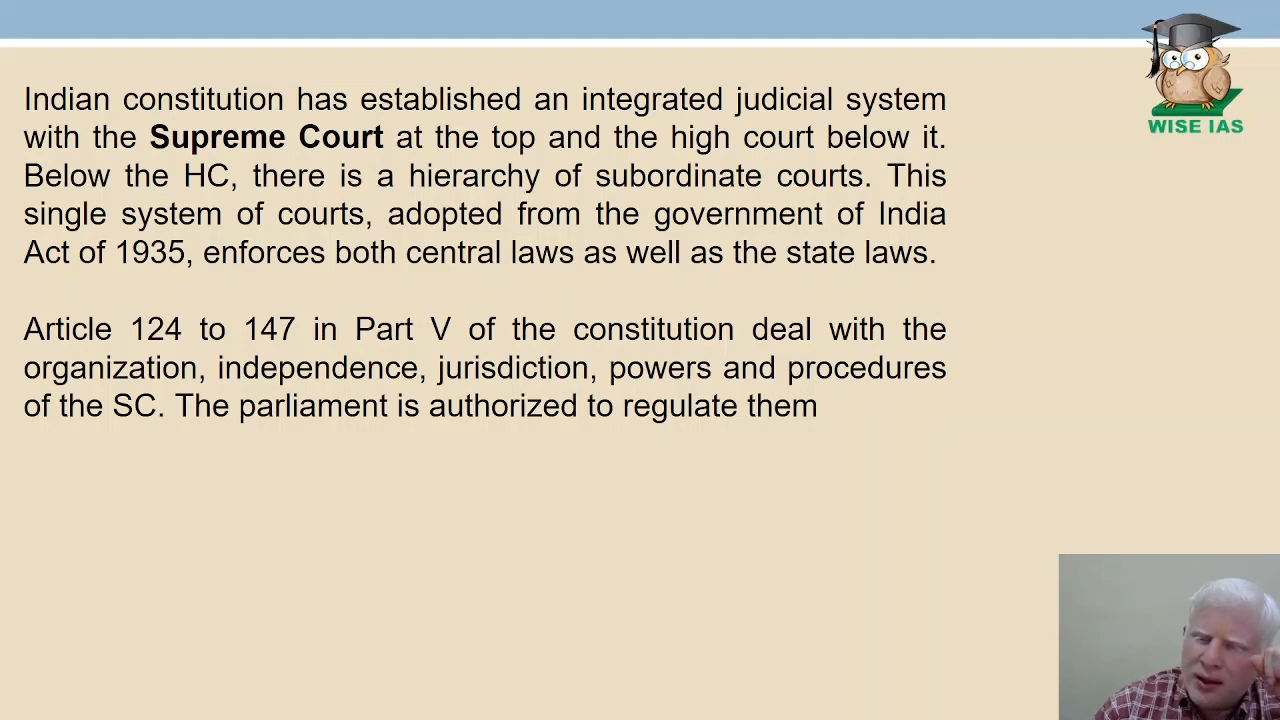 WISE IAS
Indian constitution has established an integrated judicial system
with the Supreme Court at the top and the high court below it.
Below the HC, there is a hierarchy of subordinate courts. This
single system of courts, adopted from the government of India
Act of 1935, enforces both central laws as well as the state laws.
Article 124 to 147 in Part V of the constitution deal with the
organization, independence, jurisdiction, powers and procedures
of the SC. The parliament is authorized to regulate them